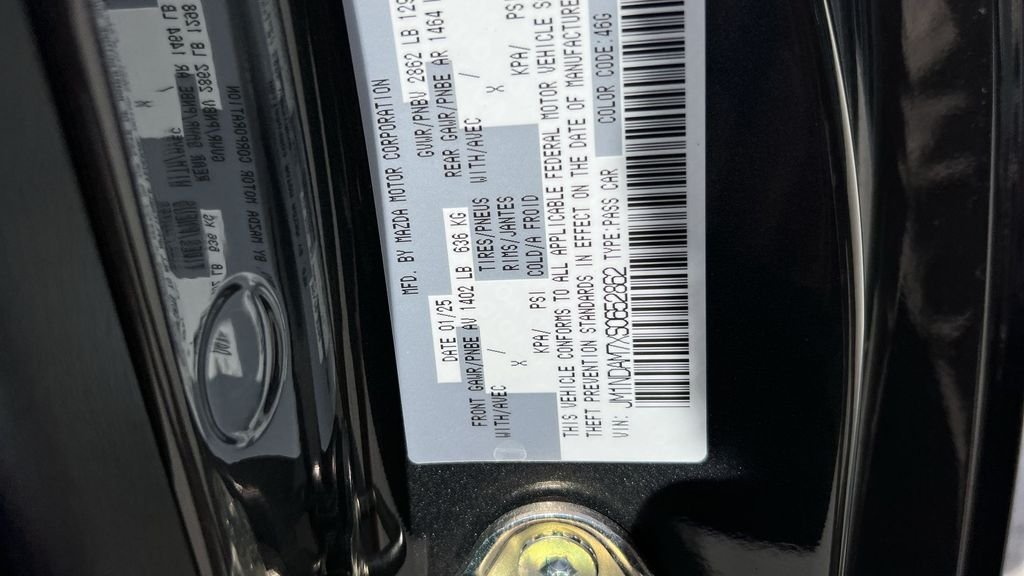 MFD. BY MAZDA MOTOR CORPORATION
DATE 01/25 GVWR/PNBV 2862 LB
FRONT GAWR/PNBE AV 1402 LB 636 KG REAR GAWR/PNBE AR 1464
WITH/AVEC / TIRES/PNEUS WITH/AVEC /
X RIMS/JANTES X
KPA/ PSI COLD/A FROID KPA/
THIS VEHICLE CONFORMS TO ALL APPLICABLE FEDERAL MOTOR VEHICLE
THEFT PREVENTION STANDARDS IN EFFECT ON THE DATE OF MANUFACTURE
VIN: TYPE:PASS CAR COLOR CODE:46G